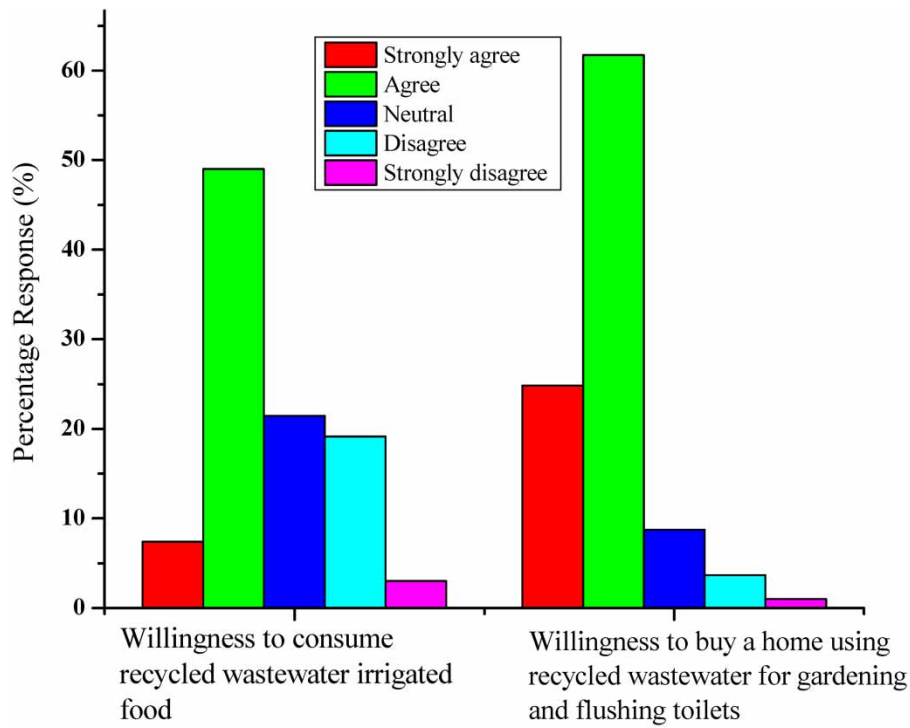 Percentage Response (%)
60
50
40
30
20
10
0
Strongly agree
Agree
Neutral
Disagree
Strongly disagree
Willingness to consume
recycled wastewater irrigated
food
Willingness to buy a home using
recycled wastewater for gardening
and flushing toilets